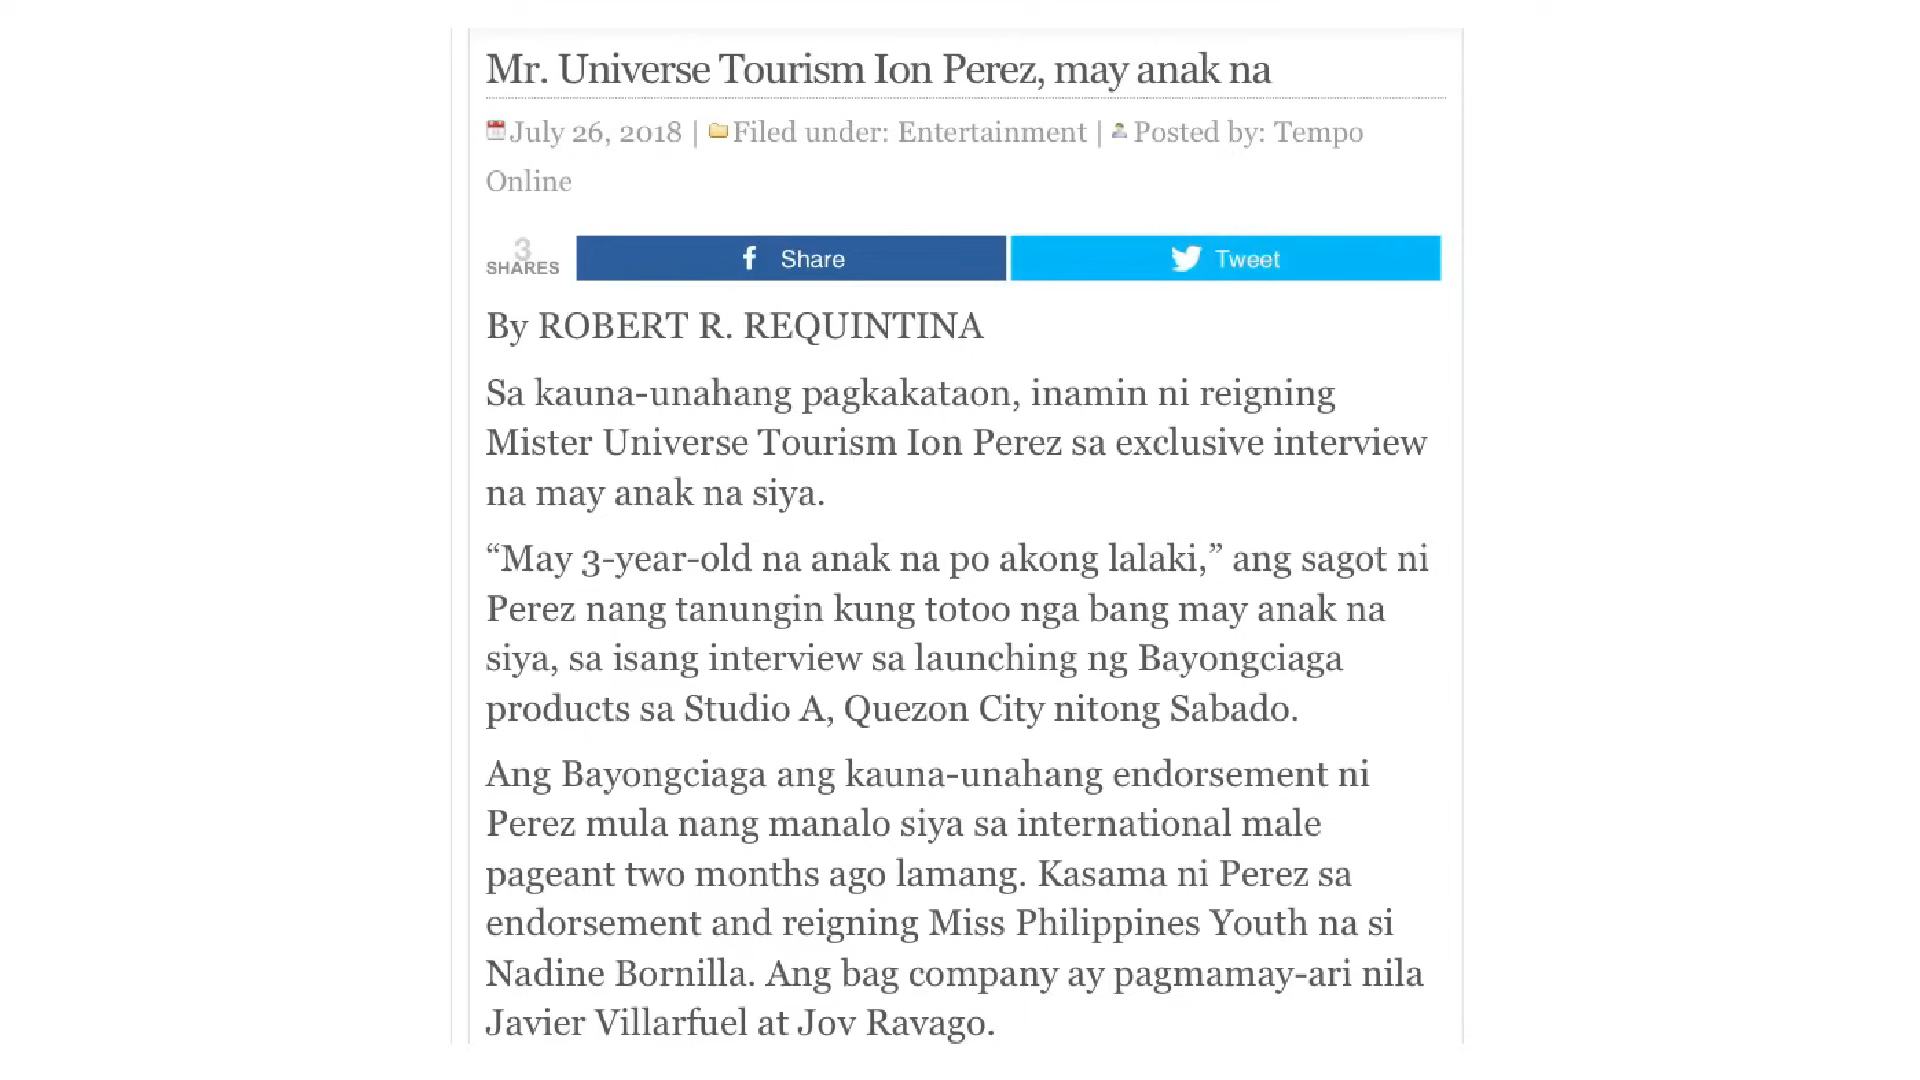 Mr. Universe Tourism Ion Perez, may anak na
July 26, 2018 | Filed under: Entertainment | Posted by: Tempo
Online
3
SHARES
Share
Tweet
By ROBERT R. REQUINTINA
Sa kauna-unahang pagkakataon, inamin ni reigning
Mister Universe Tourism Ion Perez sa exclusive interview
na may anak na siya.
“May 3-year-old na anak na po akong lalaki,” ang sagot ni
Perez nang tanungin kung totoo nga bang may anak na
siya, sa isang interview sa launching ng Bayongciaga
products sa Studio A, Quezon City nitong Sabado.
Ang Bayongciaga ang kauna-unahang endorsement ni
Perez mula nang manalo siya sa international male
pageant two months ago lamang. Kasama ni Perez sa
endorsement and reigning Miss Philippines Youth na si
Nadine Bornilla. Ang bag company ay pagmamay-ari nila
Javier Villarfuel at Jov Ravago.